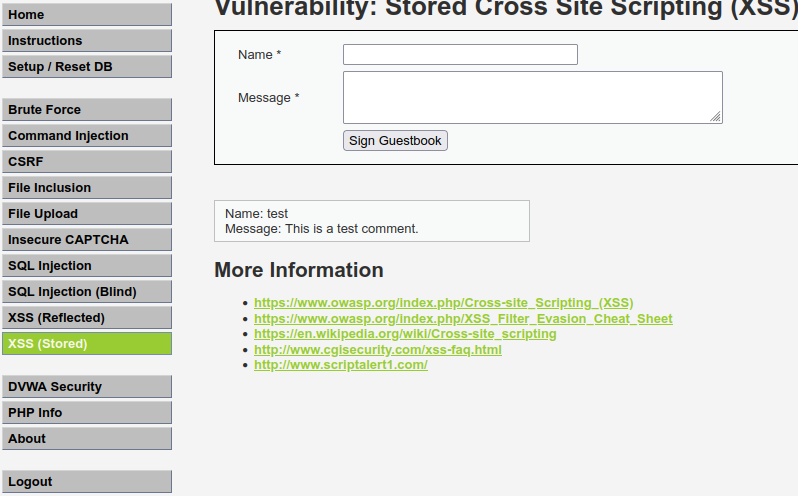 Home
Instructions
Setup / Reset DB
Brute Force
Command Injection
CSRF
File Inclusion
File Upload
Insecure CAPTCHA
SQL Injection
SQL Injection (Blind)
XSS (Reflected)
XSS (Stored)
DVWA Security
PHP Info
About
Logout
Vulnerability: Stored Cross Site Scripting (XSS)
Name *
Message *
Sign Guestbook
Name: test
Message: This is a test comment.
More Information
https://www.owasp.org/index.php/Cross-site_Scripting_(XSS)
https://www.owasp.org/index.php/XSS_Filter_Evasion_Cheat_Sheet
https://en.wikipedia.org/wiki/Cross-site_scripting
http://www.cgisecurity.com/xss-faq.html
http://www.scriptalert1.com/